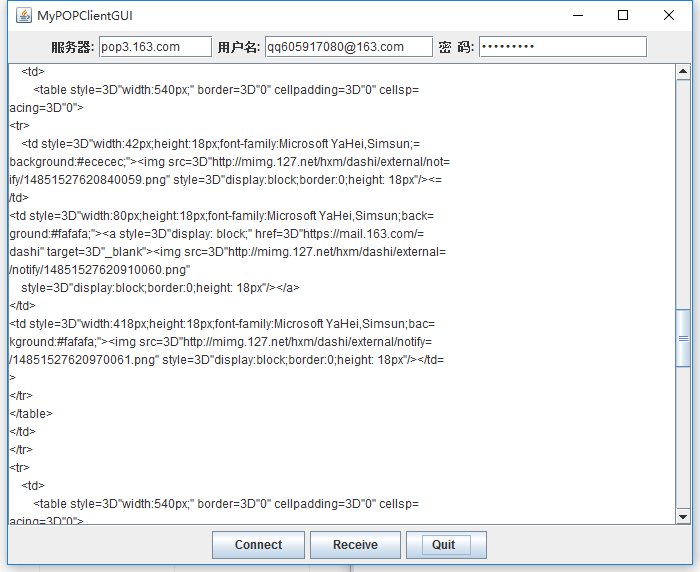 MyPOPClientGUI
服务器: pop3.163.com 用户名: qq605917080@163.com 密 码: •••••••••
<td>
<table style=3D"width:540px;" border=3D"0" cellpadding=3D"0" cellsp=
acing=3D"0">
<tr>
<td style=3D"width:42px;height:18px;font-family:Microsoft YaHei,Simsun;=
background:#ececec;"><img src=3D"http://mimg.127.net/hxm/dashi/external/not=
ify/14851527620840059.png" style=3D"display:block;border:0;height: 18px"/><=
/td>
<td style=3D"width:80px;height:18px;font-family:Microsoft YaHei,Simsun;back=
ground:#fafafa;"><a style=3D"display: block;" href=3D"https://mail.163.com/=
dashi" target=3D"_blank"><img src=3D"http://mimg.127.net/hxm/dashi/external=
/notify/14851527620910060.png"
style=3D"display:block;border:0;height: 18px"/></a>
</td>
<td style=3D"width:418px;height:18px;font-family:Microsoft YaHei,Simsun;bac=
kground:#fafafa;"><img src=3D"http://mimg.127.net/hxm/dashi/external/notify=
/14851527620970061.png" style=3D"display:block;border:0;height: 18px"/></td=
>
</tr>
</table>
</td>
</tr>
<tr>
<td>
<table style=3D"width:540px;" border=3D"0" cellpadding=3D"0" cellsp=
acing=3D"0">
Connect Receive Quit